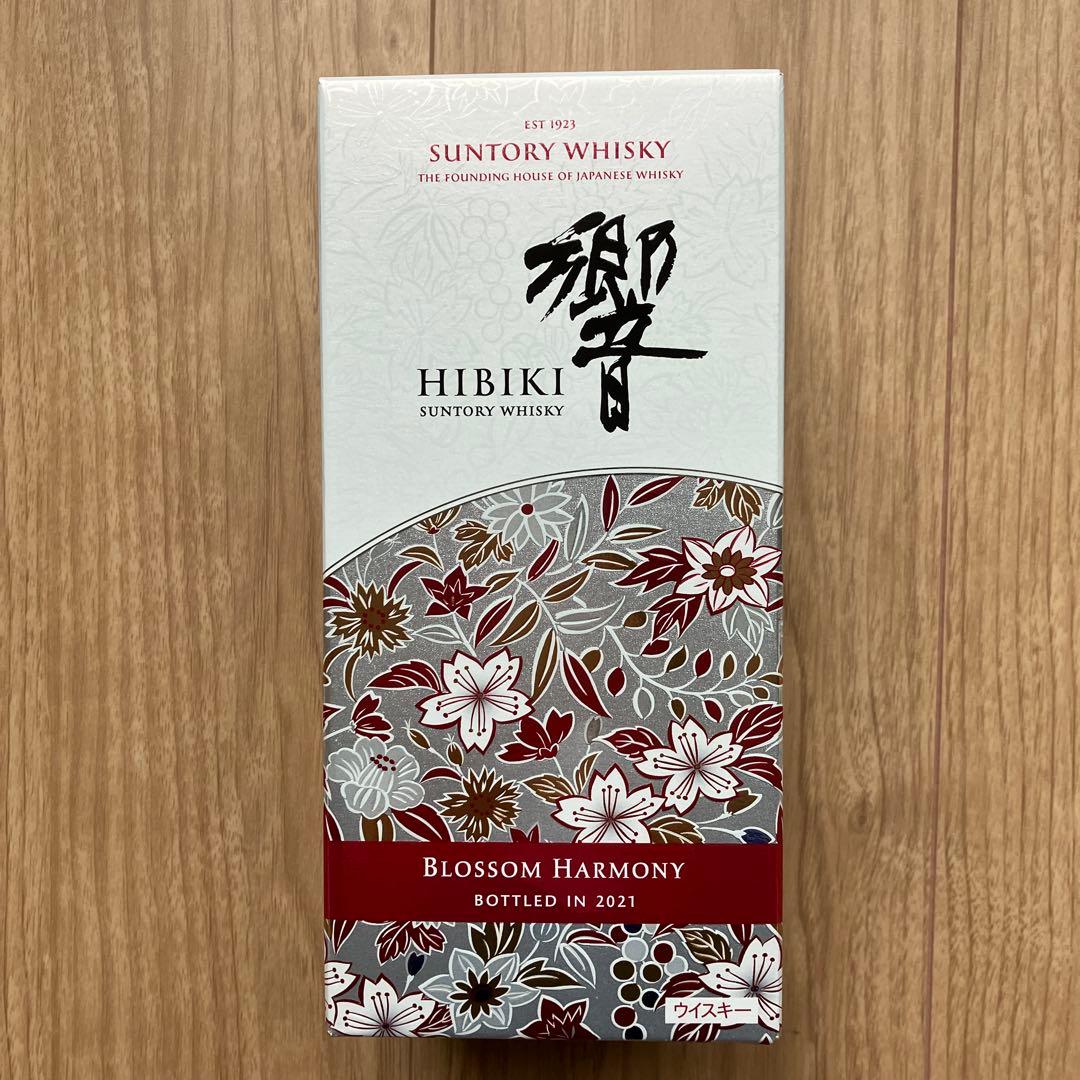 EST 1923
SUNTORY WHISKY
THE FOUNDING HOUSE OF JAPANESE WHISKY
響
HIBIKI
SUNTORY WHISKY
BLOSSOM HARMONY
BOTTLED IN 2021
ウイスキー